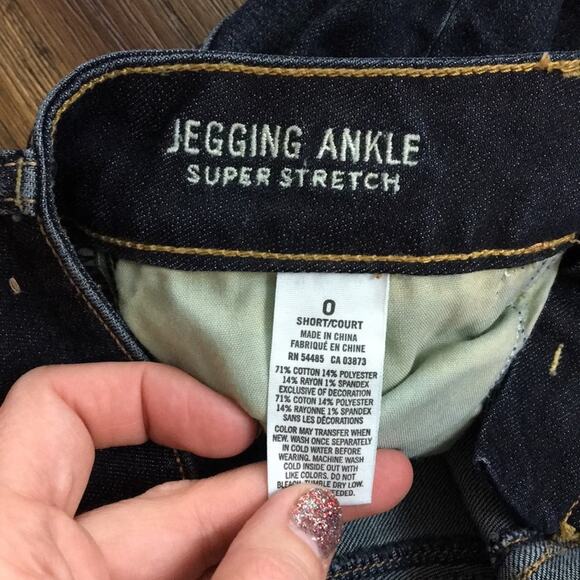 JEGGING ANKLE
SUPER STRETCH
0
SHORT/COURT
MADE IN CHINA
FABRIQUÉ EN CHINE
RN 54485 CA 03873
71% COTTON 14% POLYESTER
14% RAYON 1% SPANDEX
EXCLUSIVE OF DECORATION
71% COTON 14% POLYESTER
14% RAYONNE 1% SPANDEX
SANS LES DÉCORATIONS
COLOR MAY TRANSFER WHEN
NEW. WASH ONCE SEPARATELY
IN COLD WATER BEFORE
WEARING. MACHINE WASH
COLD INSIDE OUT WITH
LIKE COLORS. DO NOT
BLEACH. TUMBLE DRY LOW.